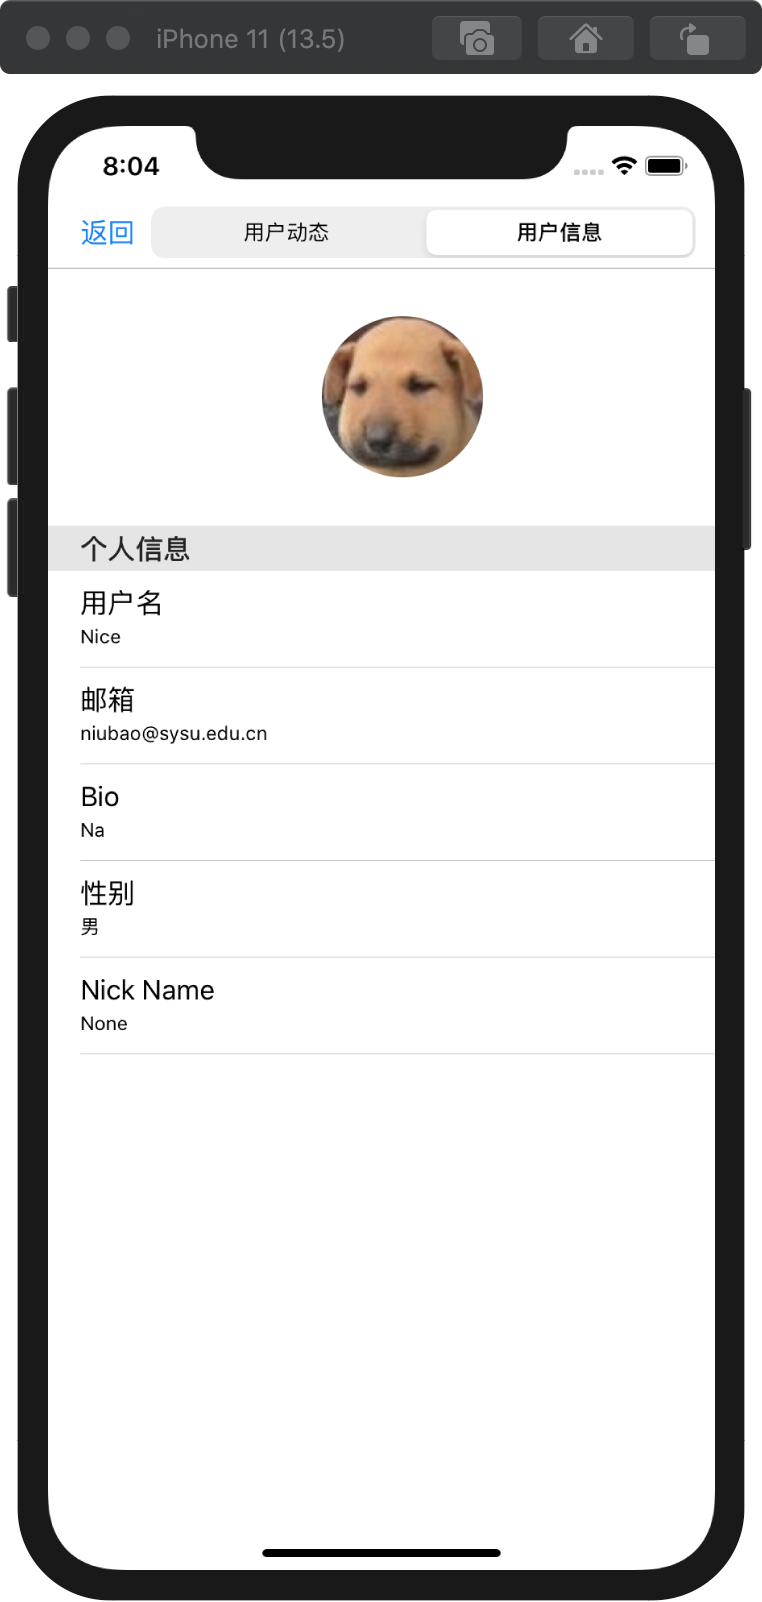 iPhone 11 (13.5)
8:04
返回 用户动态 用户信息
个人信息
用户名
Nice
邮箱
niubao@sysu.edu.cn
Bio
Na
性别
男
Nick Name
None